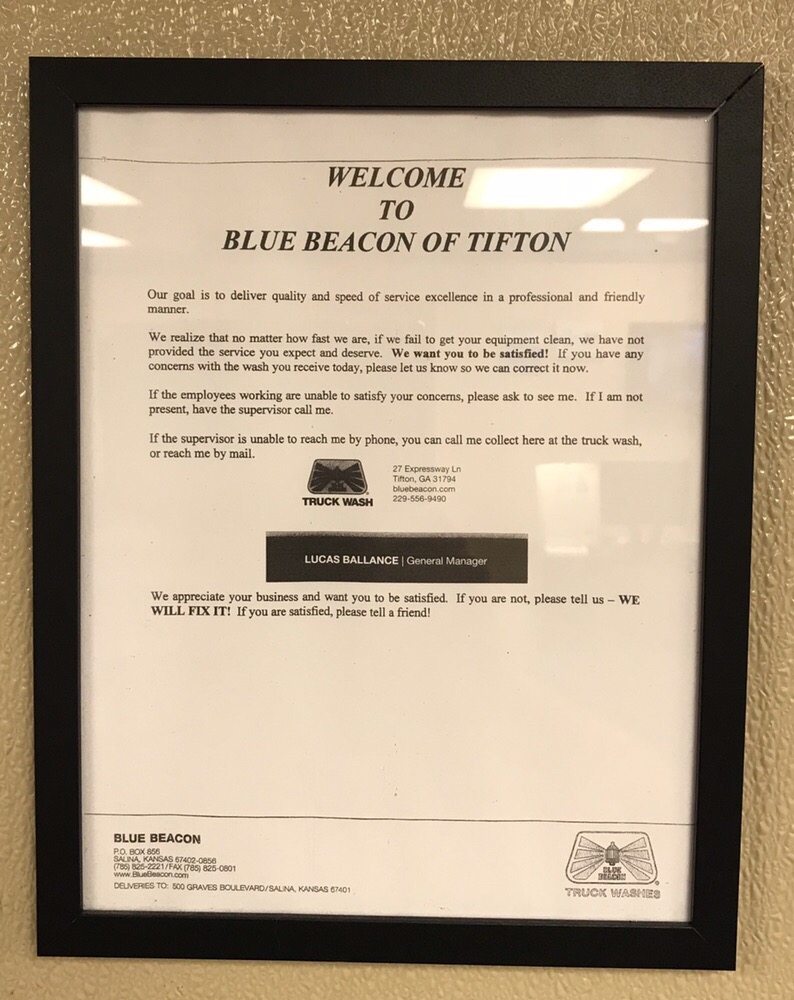 WELCOME
TO
BLUE BEACON OF TIFTON
Our goal is to deliver quality and speed of service excellence in a professional and friendly
manner.
We realize that no matter how fast we are, if we fail to get your equipment clean, we have not
provided the service you expect and deserve. We want you to be satisfied! If you have any
concerns with the wash you receive today, please let us know so we can correct it now.
If the employees working are unable to satisfy your concerns, please ask to see me. If I am not
present, have the supervisor call me.
If the supervisor is unable to reach me by phone, you can call me collect here at the truck wash,
or reach me by mail.
TRUCK WASH
27 Expressway Ln
Tifton, GA 31794
bluebeacon.com
229-556-9490
LUCAS BALLANCE | General Manager
We appreciate your business and want you to be satisfied. If you are not, please tell us – WE
WILL FIX IT! If you are satisfied, please tell a friend!
BLUE BEACON
P.O. BOX 856
SALINA, KANSAS 67402-0856
(785) 825-2221/FAX (785) 825-0801
www.BlueBeacon.com
DELIVERIES TO: 500 GRAVES BOULEVARD/SALINA, KANSAS 67401
BLUE
BEACON
TRUCK WASHES